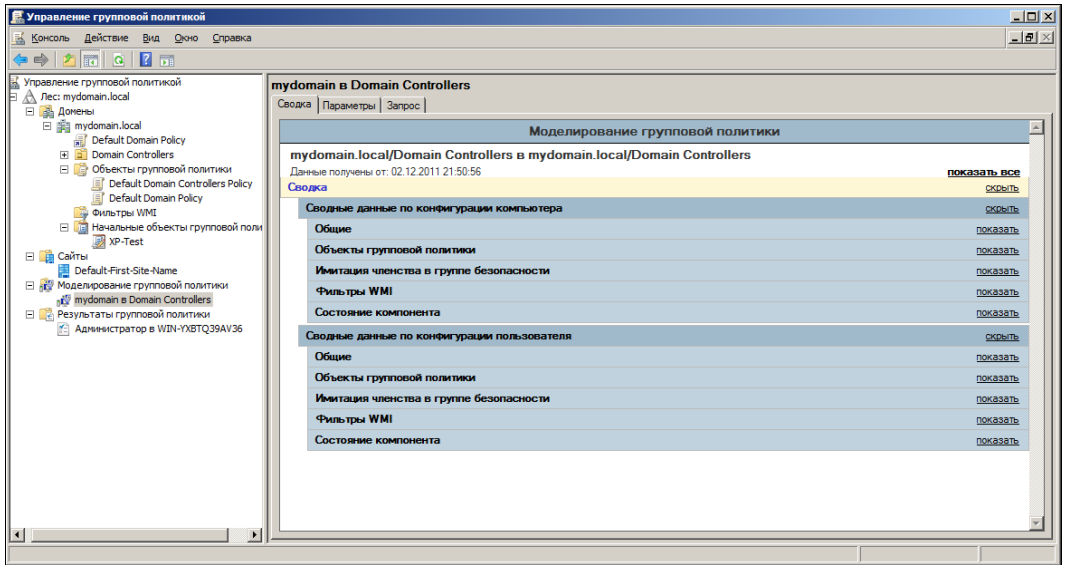 Управление групповой политикой
Консоль Действие Вид Окно Справка
Управление групповой политикой
Лес: mydomain.local
Домены
mydomain.local
Default Domain Policy
Domain Controllers
Объекты групповой политики
Default Domain Controllers Policy
Default Domain Policy
Фильтры WMI
Начальные объекты групповой поли
XP-Test
Сайты
Default-First-Site-Name
Моделирование групповой политики
mydomain в Domain Controllers
Результаты групповой политики
Администратор в WIN-YXBTQ39AV36
mydomain в Domain Controllers
Сводка Параметры Запрос
Моделирование групповой политики
mydomain.local/Domain Controllers в mydomain.local/Domain Controllers
Данные получены от: 02.12.2011 21:50:56 показать все
Сводка скрыть
Сводные данные по конфигурации компьютера скрыть
Общие показать
Объекты групповой политики показать
Имитация членства в группе безопасности показать
Фильтры WMI показать
Состояние компонента показать
Сводные данные по конфигурации пользователя скрыть
Общие показать
Объекты групповой политики показать
Имитация членства в группе безопасности показать
Фильтры WMI показать
Состояние компонента показать